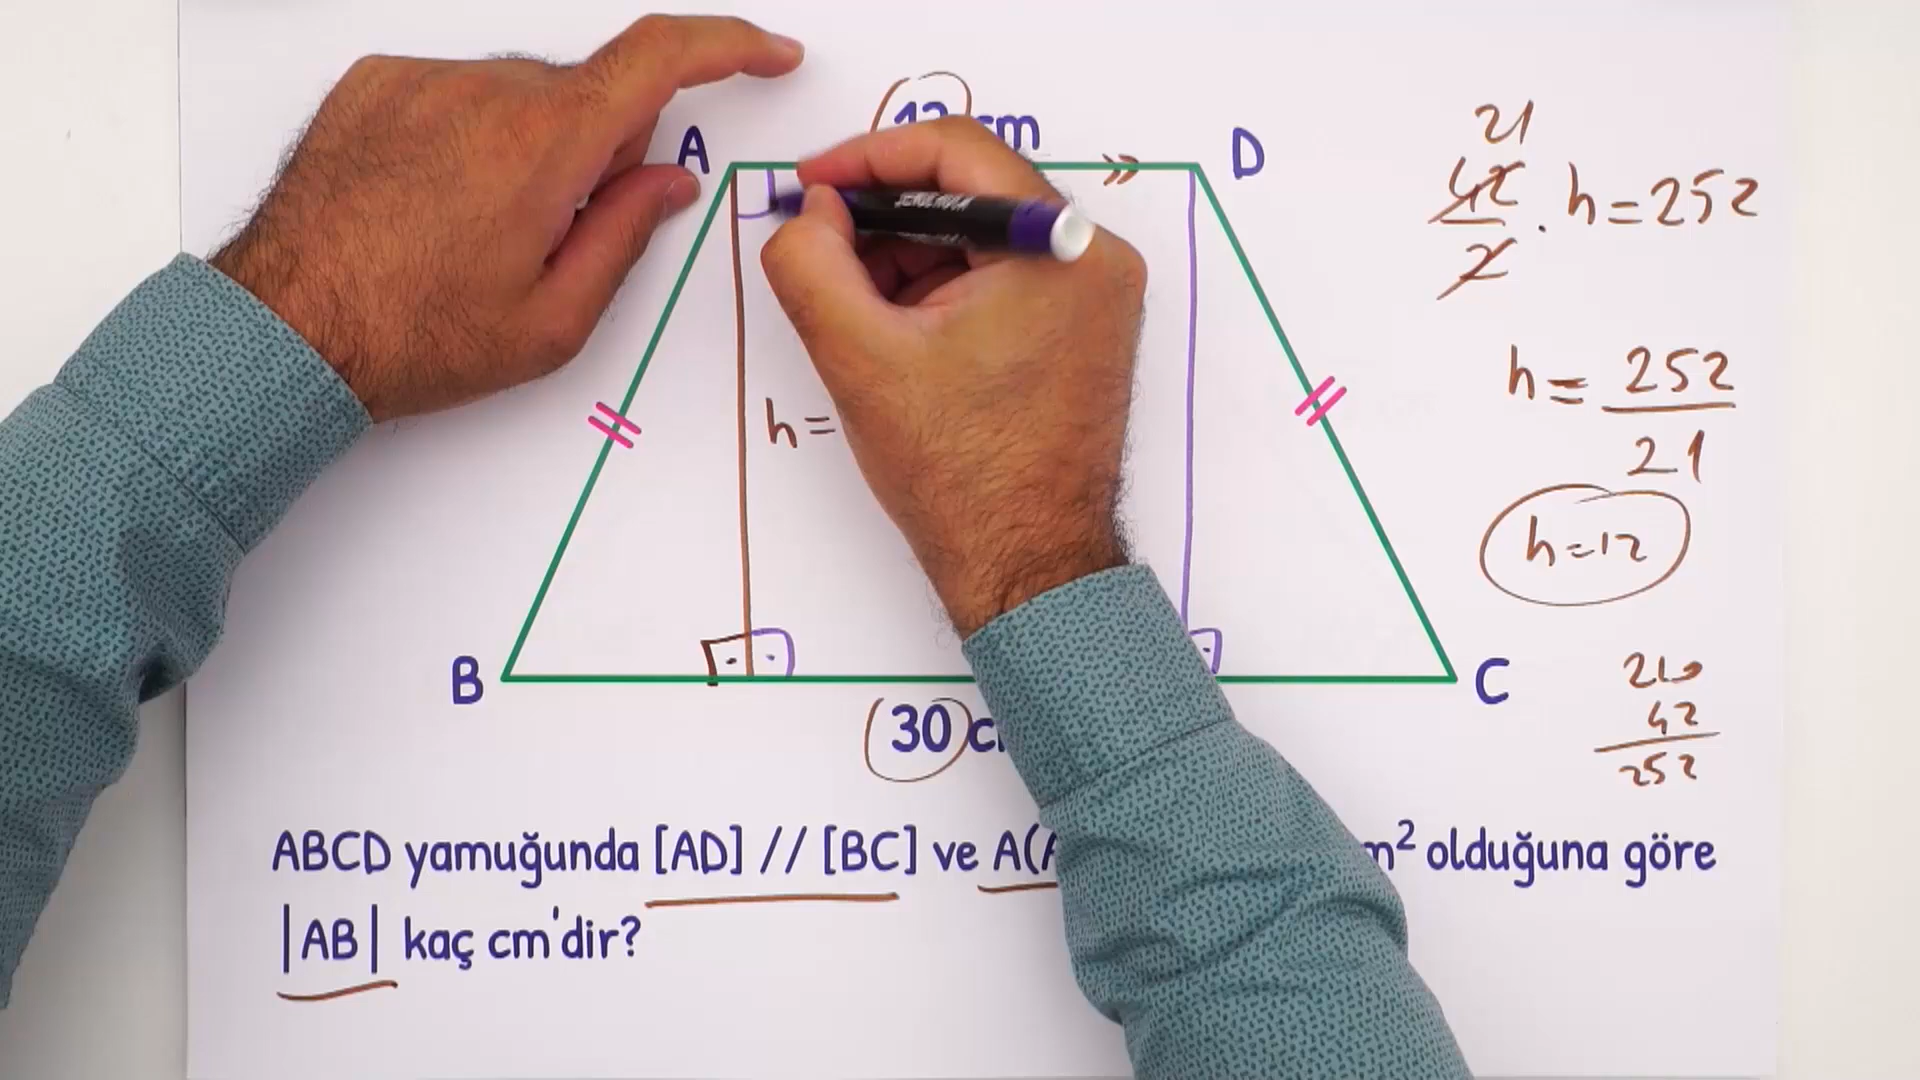 12 cm
A
D
21
42/2 . h=252
h=
h = 252/21
h=12
B
C
30
210
42
252
ABCD yamuğunda [AD] // [BC] ve A(A
m² olduğuna göre
|AB| kaç cm'dir?